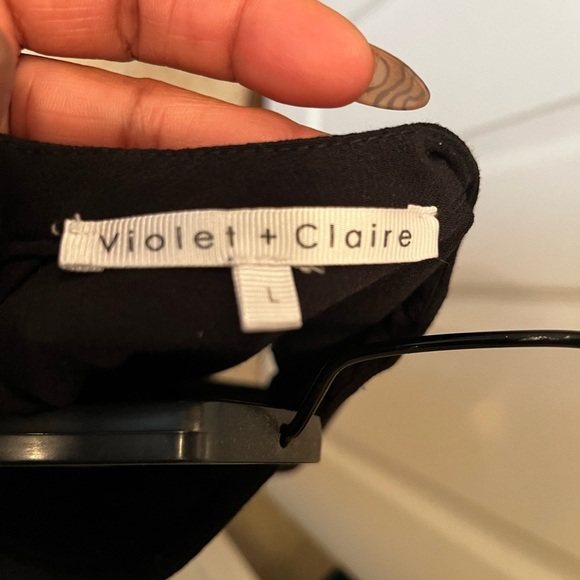 Violet + Claire
L